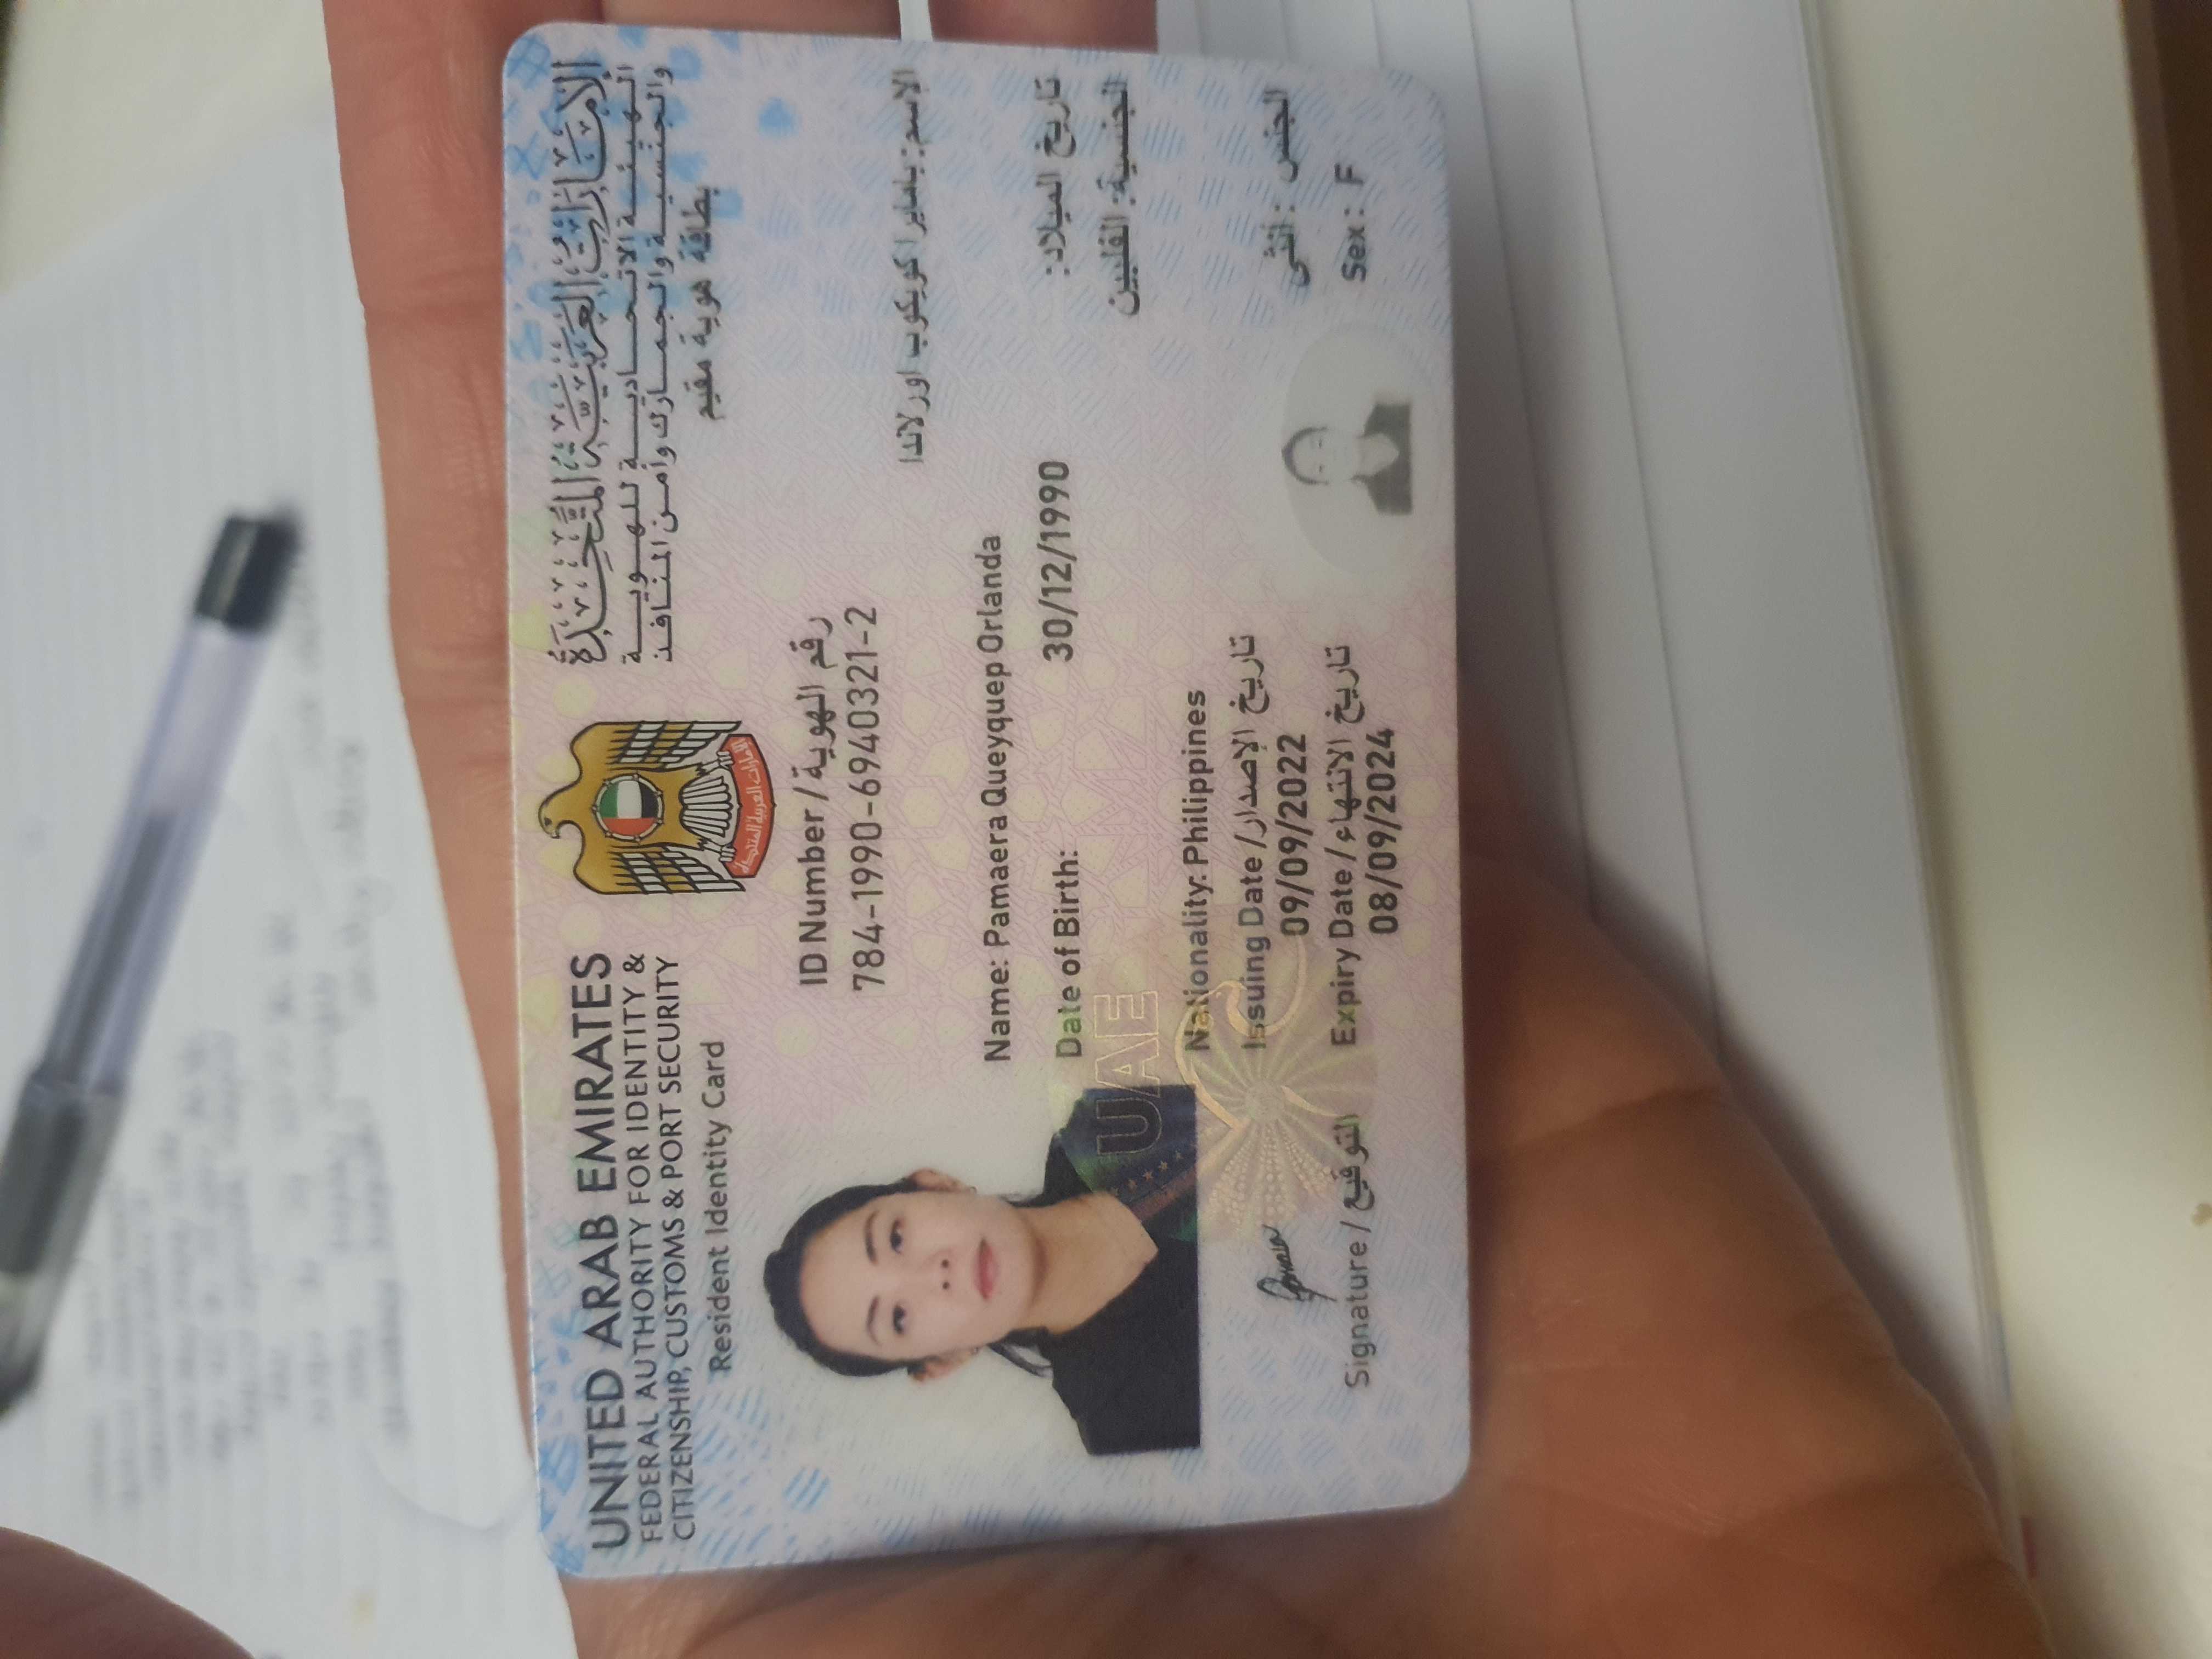 UNITED ARAB EMIRATES
FEDERAL AUTHORITY FOR IDENTITY &
CITIZENSHIP, CUSTOMS & PORT SECURITY
Resident Identity Card
الإمارات العربية المتحدة
الهيئة الاتحادية للهوية
والجنسية والجمارك وأمن المنافذ
بطاقة هوية مقيم
الإمارات العربية المتحدة
ID Number / رقم الهوية
784-1990-6940321-2
الإسم: بامايرا كويكوب اورلاندا
Name: Pamaera Queyquep Orlanda
Date of Birth: 30/12/1990 تاريخ الميلاد:
الجنسية: الفلبين
UAE
Nationality: Philippines
Issuing Date / تاريخ الإصدار
09/09/2022
Expiry Date / تاريخ الانتهاء
08/09/2024
الجنس : أنثى
Sex: F
Signature / التوقيع